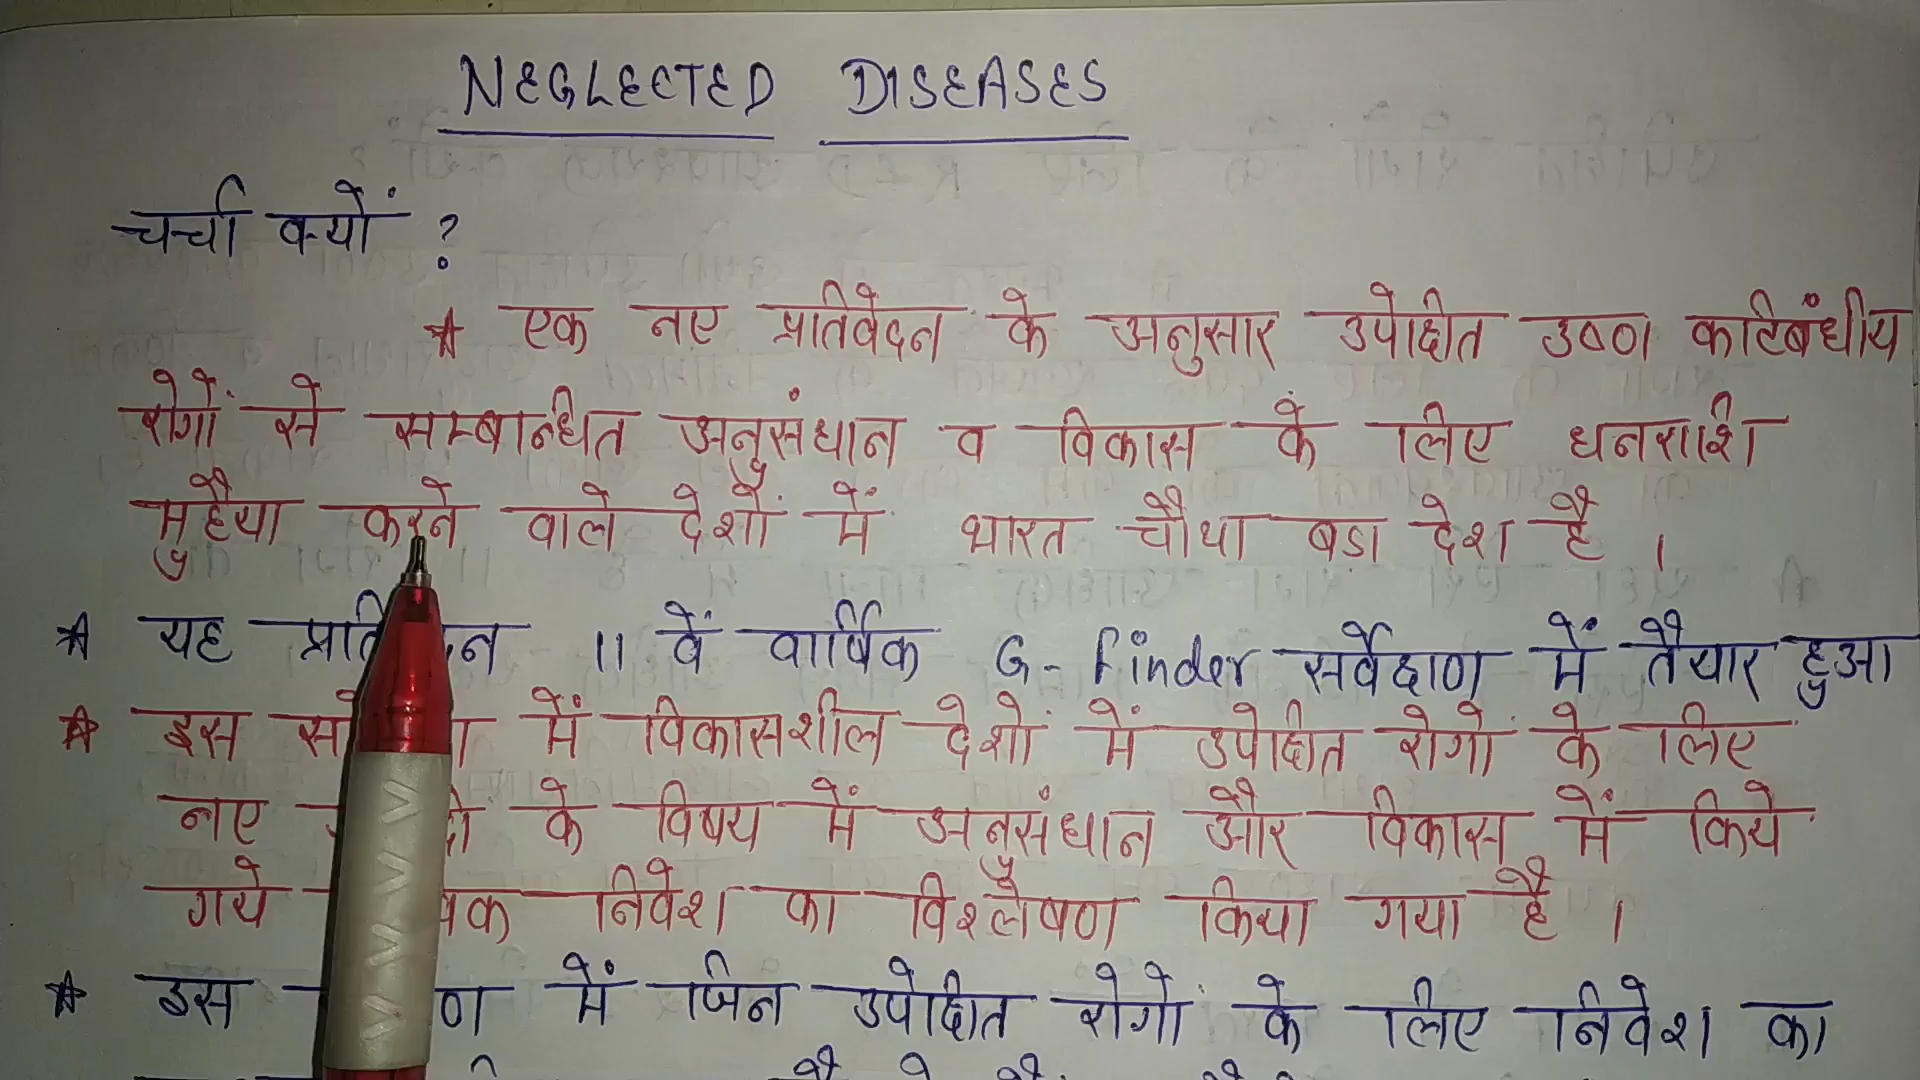 NEGLECTED DISEASES
चर्चा क्यों ?
★ एक नए प्रतिवेदन के अनुसार उपेक्षित उष्ण कटिबंधीय
रोगों से सम्बन्धित अनुसंधान व विकास के लिए धनराशि
मुहैया करने वाले देशों में भारत चौथा बड़ा देश है ।
★ यह 11 वें वार्षिक G-Finder सर्वेक्षण में तैयार हुआ
★ इस में विकासशील देशों में उपेक्षित रोगों के लिए
नए के विषय में अनुसंधान और विकास में किये
गये निवेश का विश्लेषण किया गया है ।
★ इस में जिन उपेक्षित रोगों के लिए निवेश का